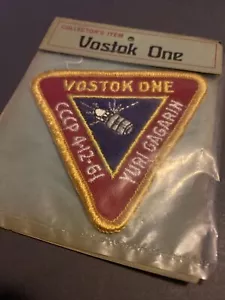 COLLECTOR'S ITEM
Vostok One
VOSTOK ONE
CCCP 4-12-61
YURI GAGARIN